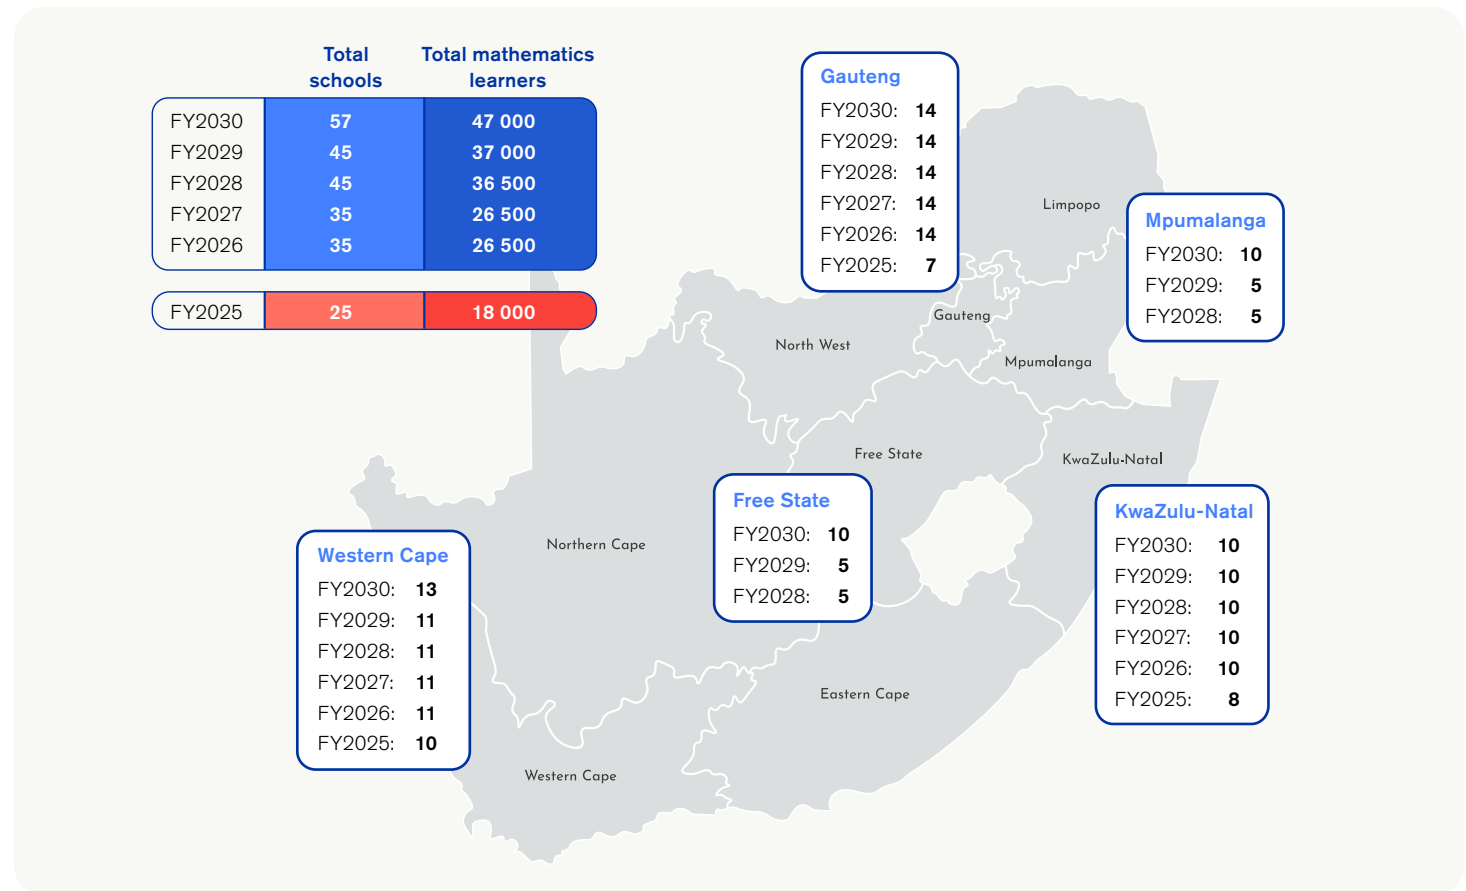 Total schools
Total mathematics learners
FY2030 57 47 000
FY2029 45 37 000
FY2028 45 36 500
FY2027 35 26 500
FY2026 35 26 500
FY2025 25 18 000
Gauteng
FY2030: 14
FY2029: 14
FY2028: 14
FY2027: 14
FY2026: 14
FY2025: 7
Limpopo
Mpumalanga
FY2030: 10
FY2029: 5
FY2028: 5
Gauteng
North West
Mpumalanga
Free State
KwaZulu-Natal
Free State
FY2030: 10
FY2029: 5
FY2028: 5
KwaZulu-Natal
FY2030: 10
FY2029: 10
FY2028: 10
FY2027: 10
FY2026: 10
FY2025: 8
Northern Cape
Western Cape
FY2030: 13
FY2029: 11
FY2028: 11
FY2027: 11
FY2026: 11
FY2025: 10
Eastern Cape
Western Cape